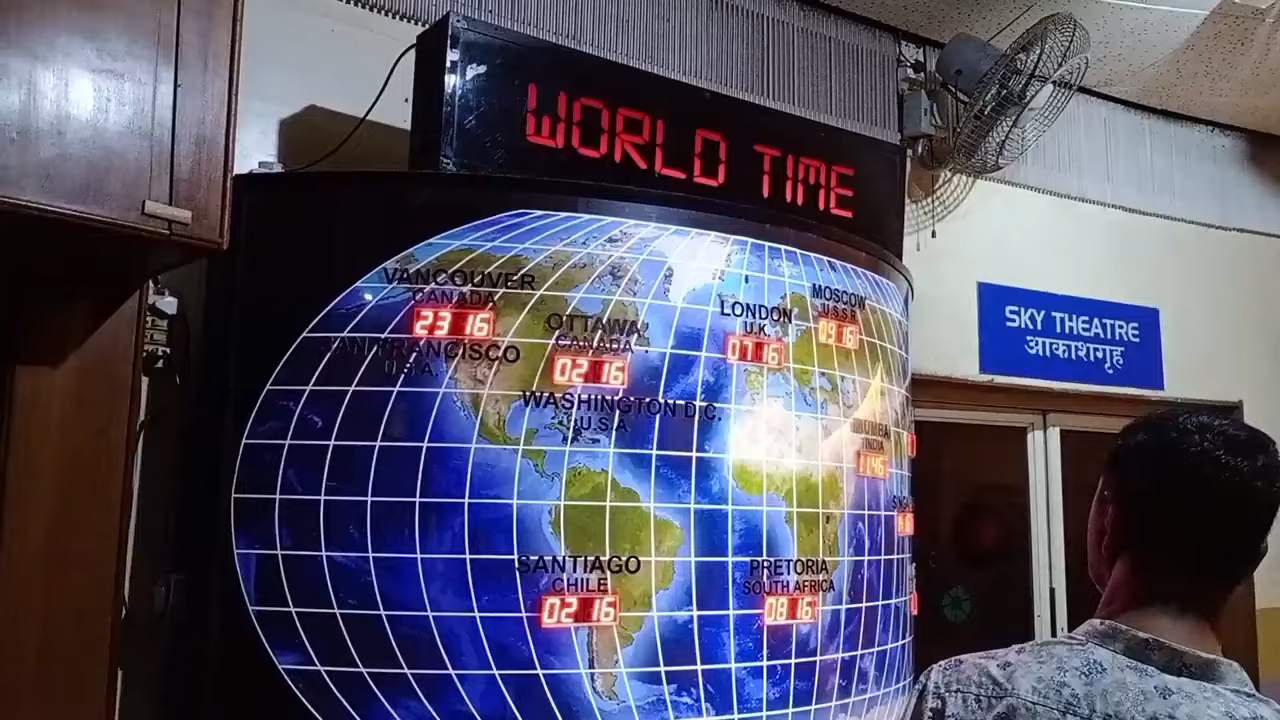 WORLD TIME
VANCOUVER
CANADA
23 16
SAN FRANCISCO
U.S.A.
OTTAWA
CANADA
02 16
WASHINGTON D.C.
U.S.A
LONDON
U.K.
07 16
MOSCOW
USSR
09 16
INDIA
11 46
SANTIAGO
CHILE
02 16
PRETORIA
SOUTH AFRICA
08 16
SKY THEATRE
आकाशगृह